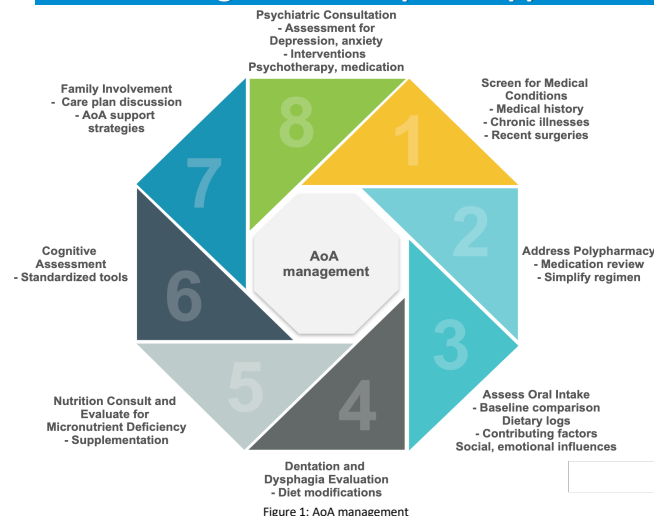 Psychiatric Consultation
- Assessment for
Depression, anxiety
- Interventions
Psychotherapy, medication
8
Screen for Medical
Conditions
- Medical history
- Chronic illnesses
- Recent surgeries
1
Address Polypharmacy
- Medication review
- Simplify regimen
2
Assess Oral Intake
- Baseline comparison
Dietary logs
- Contributing factors
Social, emotional influences
3
Dentation and
Dysphagia Evaluation
- Diet modifications
4
Nutrition Consult and
Evaluate for
Micronutrient Deficiency
- Supplementation
5
Cognitive
Assessment
- Standardized tools
6
Family Involvement
- Care plan discussion
- AoA support
strategies
7
AoA
management
Figure 1: AoA management